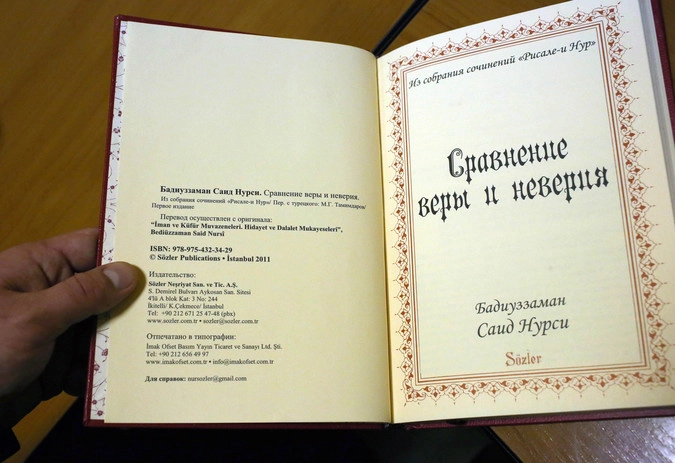 Бадиуззаман Саид Нурси. Сравнение веры и неверия.
Из собрания сочинений «Рисале-и Нур»/ Пер. с турецкого: М.Г. Тамимдаров/
Первое издание
Перевод осуществлен с оригинала:
"İman ve Küfür Muvazeneleri. Hidayet ve Dalalet Mukayeseleri",
Bediüzzaman Said Nursi
ISBN: 978-975-432-34-29
© Sözler Publications • İstanbul 2011
Издательство:
Sözler Neşriyat San. ve Tic. A.Ş.
S. Demirel Bulvarı Aykosan San. Sitesi
4'lü A blok Kat: 3 No: 244
İkitelli/ K.Çekmece/ İstanbul
Tel: +90 212 671 25 47-48 (pbx)
www.sozler.com.tr • sozler@sozler.com.tr
Отпечатано в типографии:
İmak Ofset Basım Yayın Ticaret ve Sanayi Ltd. Şti.
Tel: +90 212 656 49 97
www.imakofset.com.tr • info@imakofset.com.tr
Для справок: nursozler@gmail.com
Из собрания сочинений «Рисале-и Нур»
Сравнение
веры и неверия
Бадиуззаман
Саид Нурси
Sözler